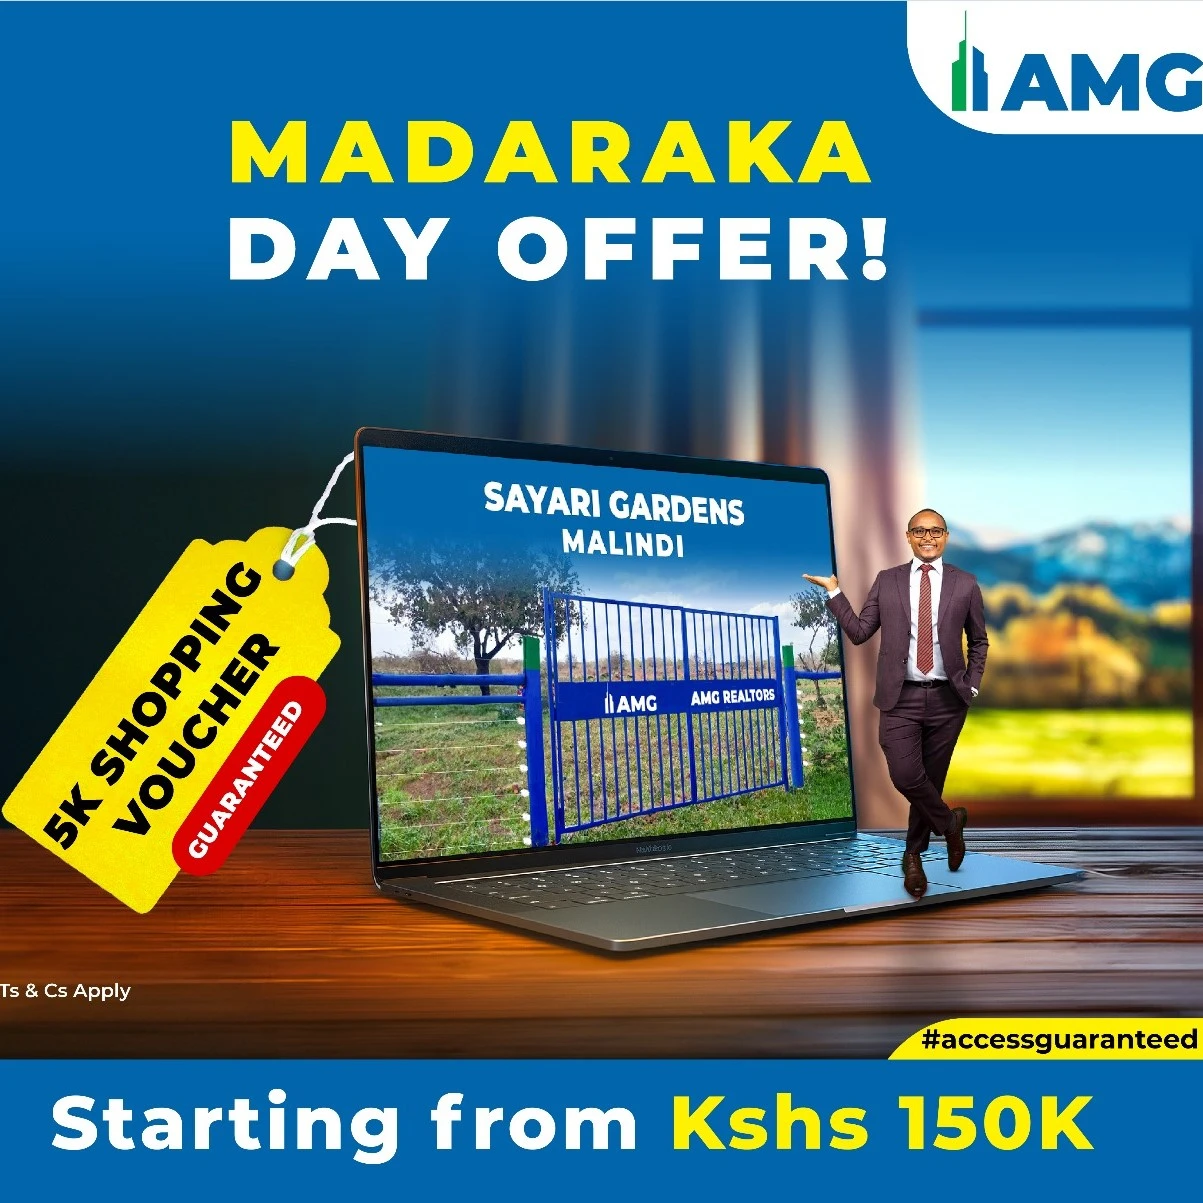 AMG
MADARAKA
DAY OFFER!
SAYARI GARDENS
MALINDI
AMG
AMG REALTORS
5K SHOPPING
VOUCHER
GUARANTEED
Ts & Cs Apply
#accessguaranteed
Starting from Kshs 150K